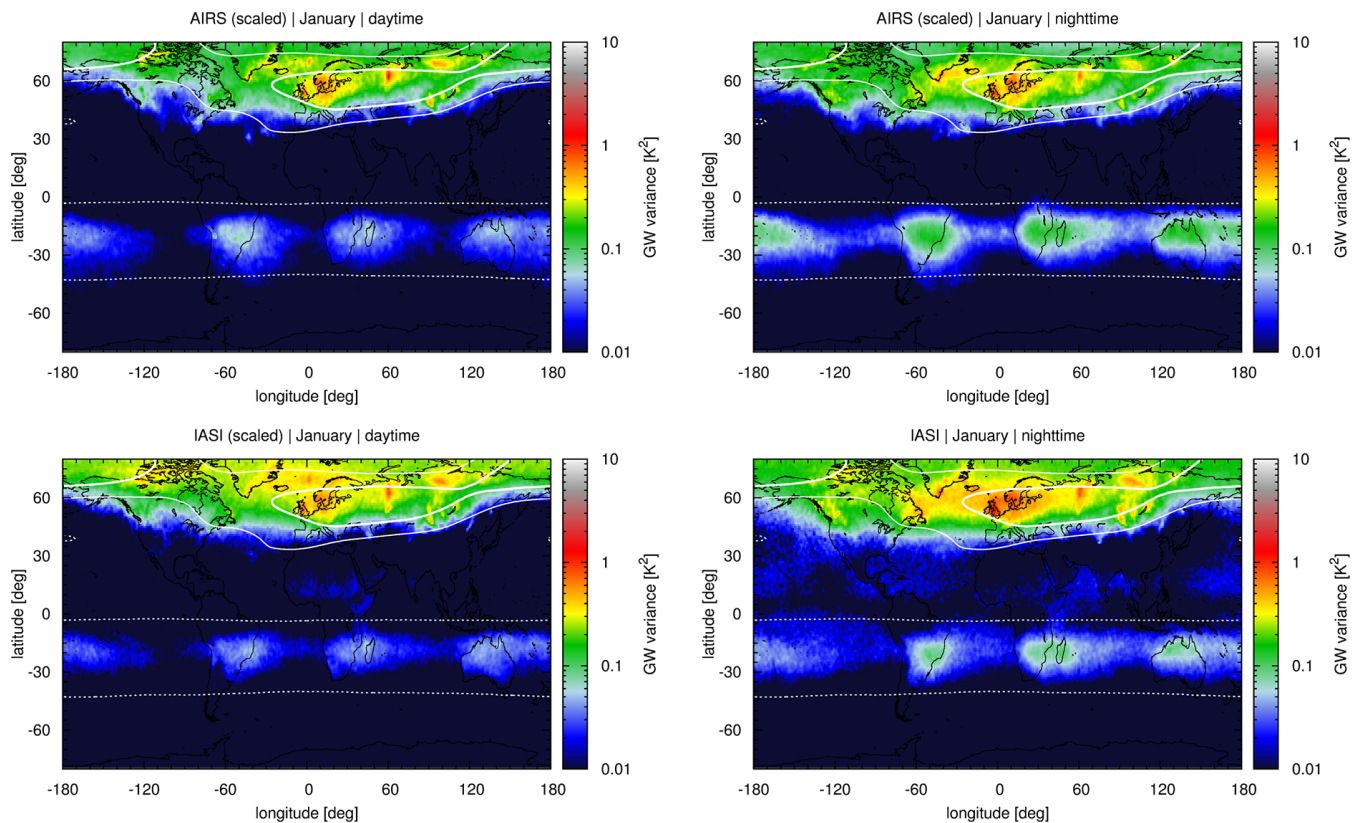 AIRS (scaled) | January | daytime
latitude [deg]
60
30
0
-30
-60
-180 -120 -60 0 60 120 180
longitude [deg]
10
1
0.1
0.01
GW variance [K²]
AIRS (scaled) | January | nighttime
latitude [deg]
60
30
0
-30
-60
-180 -120 -60 0 60 120 180
longitude [deg]
10
1
0.1
0.01
GW variance [K²]
IASI (scaled) | January | daytime
latitude [deg]
60
30
0
-30
-60
-180 -120 -60 0 60 120 180
longitude [deg]
10
1
0.1
0.01
GW variance [K²]
IASI | January | nighttime
latitude [deg]
60
30
0
-30
-60
-180 -120 -60 0 60 120 180
longitude [deg]
10
1
0.1
0.01
GW variance [K²]